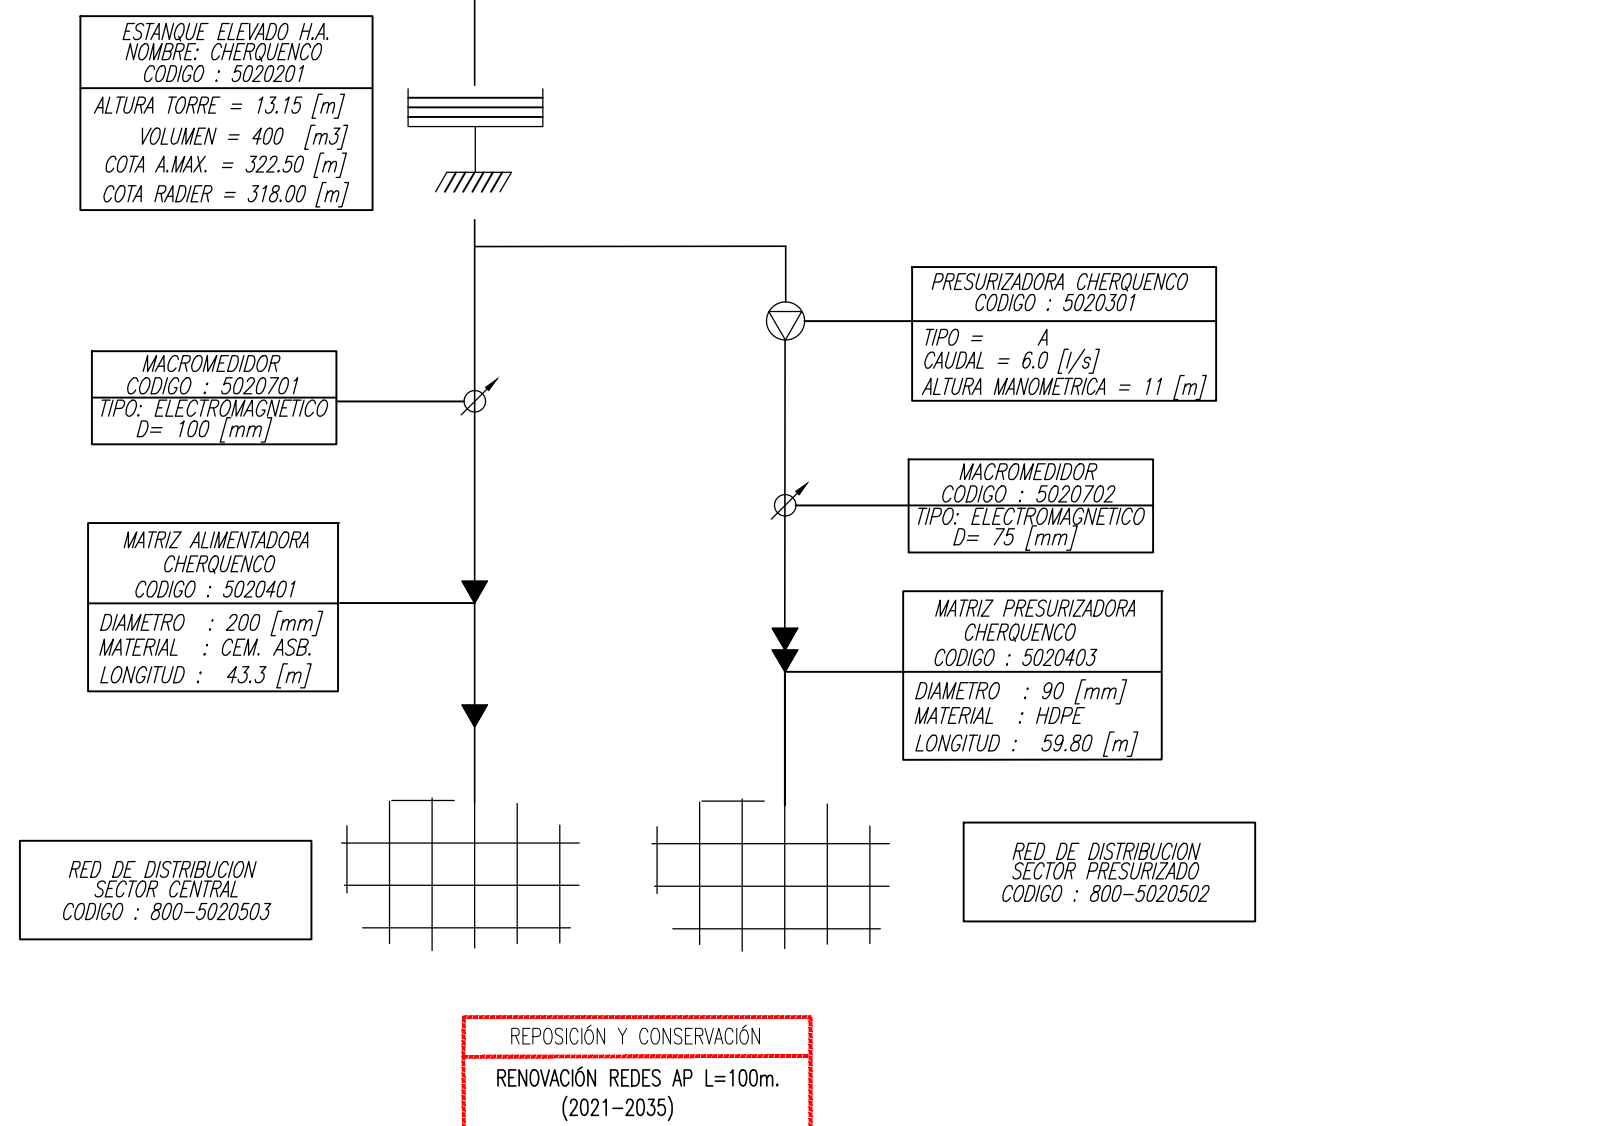 ESTANQUE ELEVADO H.A.
NOMBRE: CHERQUENCO
CODIGO : 5020201
ALTURA TORRE = 13.15 [m]
VOLUMEN = 400 [m3]
COTA A.MAX. = 322.50 [m]
COTA RADIER = 318.00 [m]
PRESURIZADORA CHERQUENCO
CODIGO : 5020301
TIPO = A
CAUDAL = 6.0 [l/s]
ALTURA MANOMETRICA = 11 [m]
MACROMEDIDOR
CODIGO : 5020701
TIPO: ELECTROMAGNETICO
D= 100 [mm]
MACROMEDIDOR
CODIGO : 5020702
TIPO: ELECTROMAGNETICO
D= 75 [mm]
MATRIZ ALIMENTADORA
CHERQUENCO
CODIGO : 5020401
DIAMETRO : 200 [mm]
MATERIAL : CEM. ASB.
LONGITUD : 43.3 [m]
MATRIZ PRESURIZADORA
CHERQUENCO
CODIGO : 5020403
DIAMETRO : 90 [mm]
MATERIAL : HDPE
LONGITUD : 59.80 [m]
RED DE DISTRIBUCION
SECTOR CENTRAL
CODIGO : 800-5020503
RED DE DISTRIBUCION
SECTOR PRESURIZADO
CODIGO : 800-5020502
REPOSICIÓN Y CONSERVACIÓN
RENOVACIÓN REDES AP L=100m.
(2021-2035)